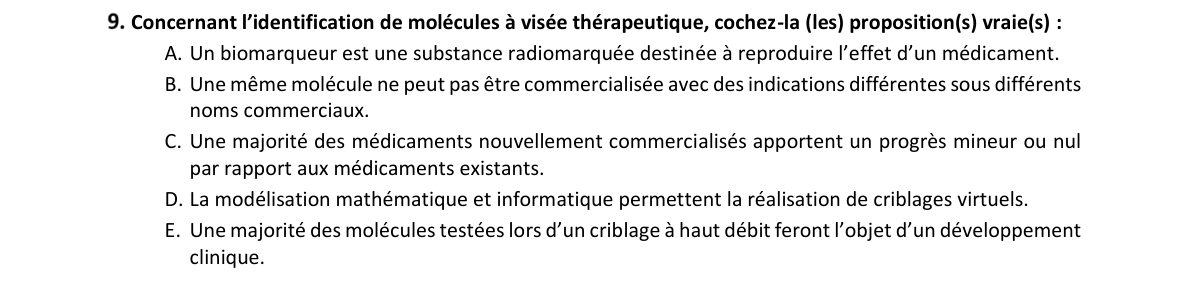 9. Concernant l’identification de molécules à visée thérapeutique, cochez-la (les) proposition(s) vraie(s) :
A. Un biomarqueur est une substance radiomarquée destinée à reproduire l’effet d’un médicament.
B. Une même molécule ne peut pas être commercialisée avec des indications différentes sous différents
noms commerciaux.
C. Une majorité des médicaments nouvellement commercialisés apportent un progrès mineur ou nul
par rapport aux médicaments existants.
D. La modélisation mathématique et informatique permettent la réalisation de criblages virtuels.
E. Une majorité des molécules testées lors d’un criblage à haut débit feront l’objet d’un développement
clinique.